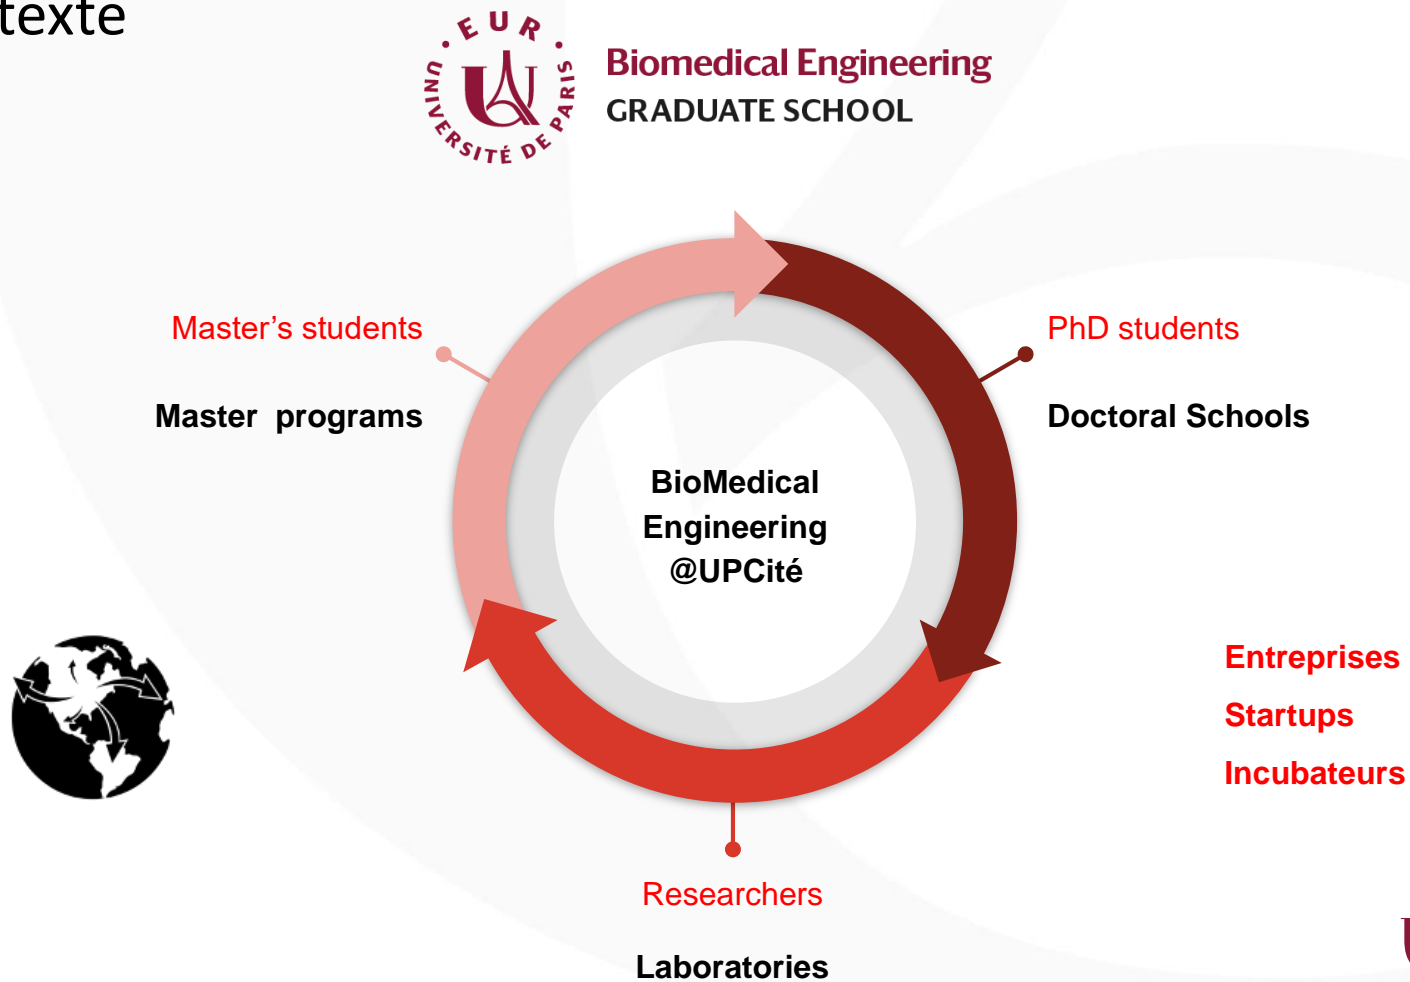 texte
· EUR ·
UNIVERSITÉ DE PARIS
Biomedical Engineering
GRADUATE SCHOOL
Master's students
PhD students
Master programs
Doctoral Schools
BioMedical
Engineering
@UPCité
Entreprises
Startups
Incubateurs
Researchers
Laboratories